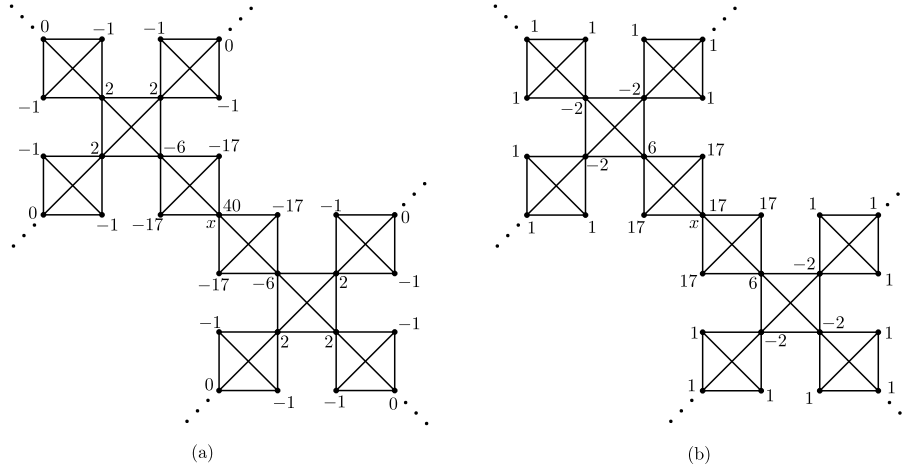 0 −1 −1 0 1 1 1 1
−1 2 2 −1 1 −2 −2 1
−1 2 −6 −17 1 −2 6 17
0 −1 −17 x 40 −17 −1 0 1 1 17 x 17 17 1 1
−17 −6 2 −1 17 6 −2 1
−1 2 2 −1 1 −2 −2 1
0 −1 −1 0 1 1 1 1
(a) (b)